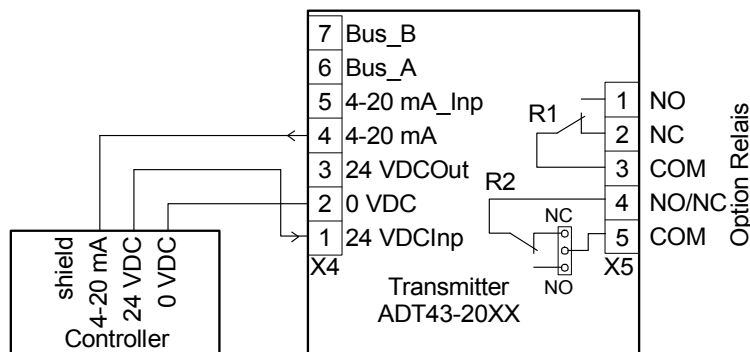 7 Bus_B
6 Bus_A
5 4-20 mA_Inp
4 4-20 mA
3 24 VDCOut
2 0 VDC
1 24 VDCInp
X4
R1
R2
NC
NO
1 NO
2 NC
3 COM
4 NO/NC
5 COM
X5
Option Relais
Transmitter
ADT43-20XX
shield
4-20 mA
24 VDC
0 VDC
Controller